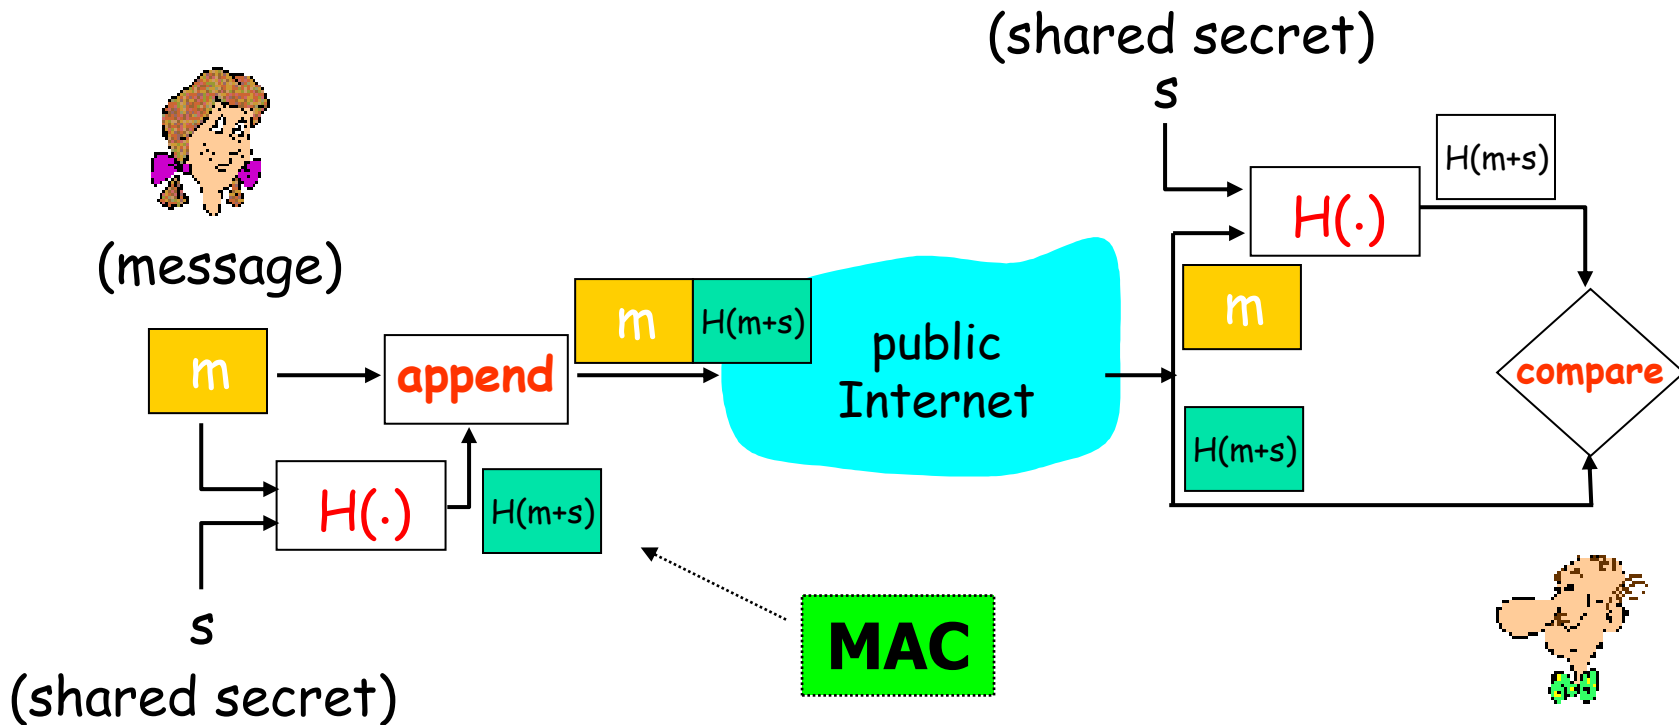 (shared secret)
s
H(m+s)
H(.)
(message)
m
H(m+s)
m
public
Internet
m
append
compare
H(m+s)
H(.)
H(m+s)
s
MAC
(shared secret)